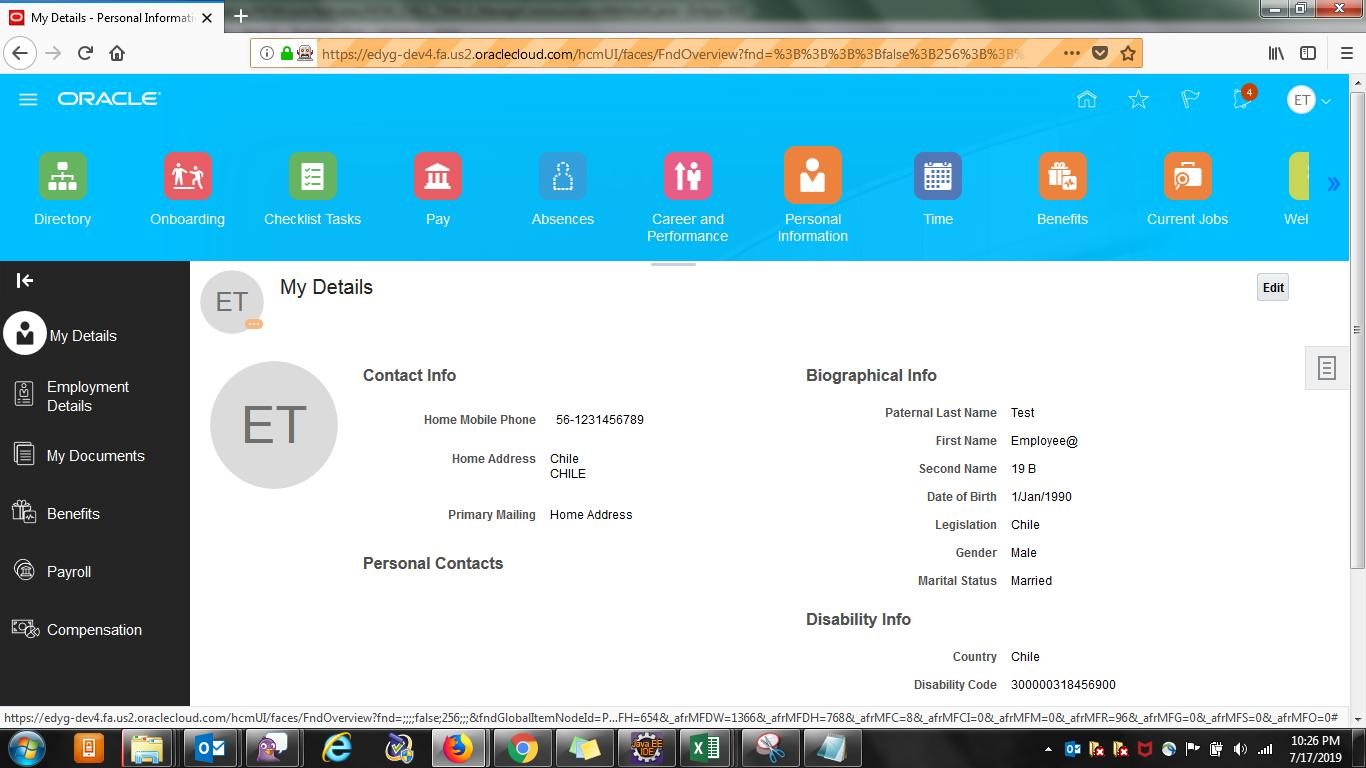 My Details - Personal Informati
https://edyg-dev4.fa.us2.oraclecloud.com/hcmUI/faces/FndOverview?fnd=%3B%3B%3B%3Bfalse%3B256%3B%3B%
ORACLE
4
ET
Directory
Onboarding
Checklist Tasks
Pay
Absences
Career and
Performance
Personal
Information
Time
Benefits
Current Jobs
Wel
ET
My Details
Edit
My Details
Employment
Details
My Documents
Benefits
Payroll
Compensation
ET
Contact Info
Home Mobile Phone 56-1231456789
Home Address Chile
CHILE
Primary Mailing Home Address
Personal Contacts
Biographical Info
Paternal Last Name Test
First Name Employee@
Second Name 19 B
Date of Birth 1/Jan/1990
Legislation Chile
Gender Male
Marital Status Married
Disability Info
Country Chile
Disability Code 300000318456900
https://edyg-dev4.fa.us2.oraclecloud.com/hcmUI/faces/FndOverview?fnd=;;;;false;256;;;&fndGlobalItemNodeId=P...FH=654&_afrMFDW=1366&_afrMFDH=768&_afrMFC=8&_afrMFCI=0&_afrMFM=0&_afrMFR=96&_afrMFG=0&_afrMFS=0&_afrMFO=0#
Java EE
IDE
10:26 PM
7/17/2019